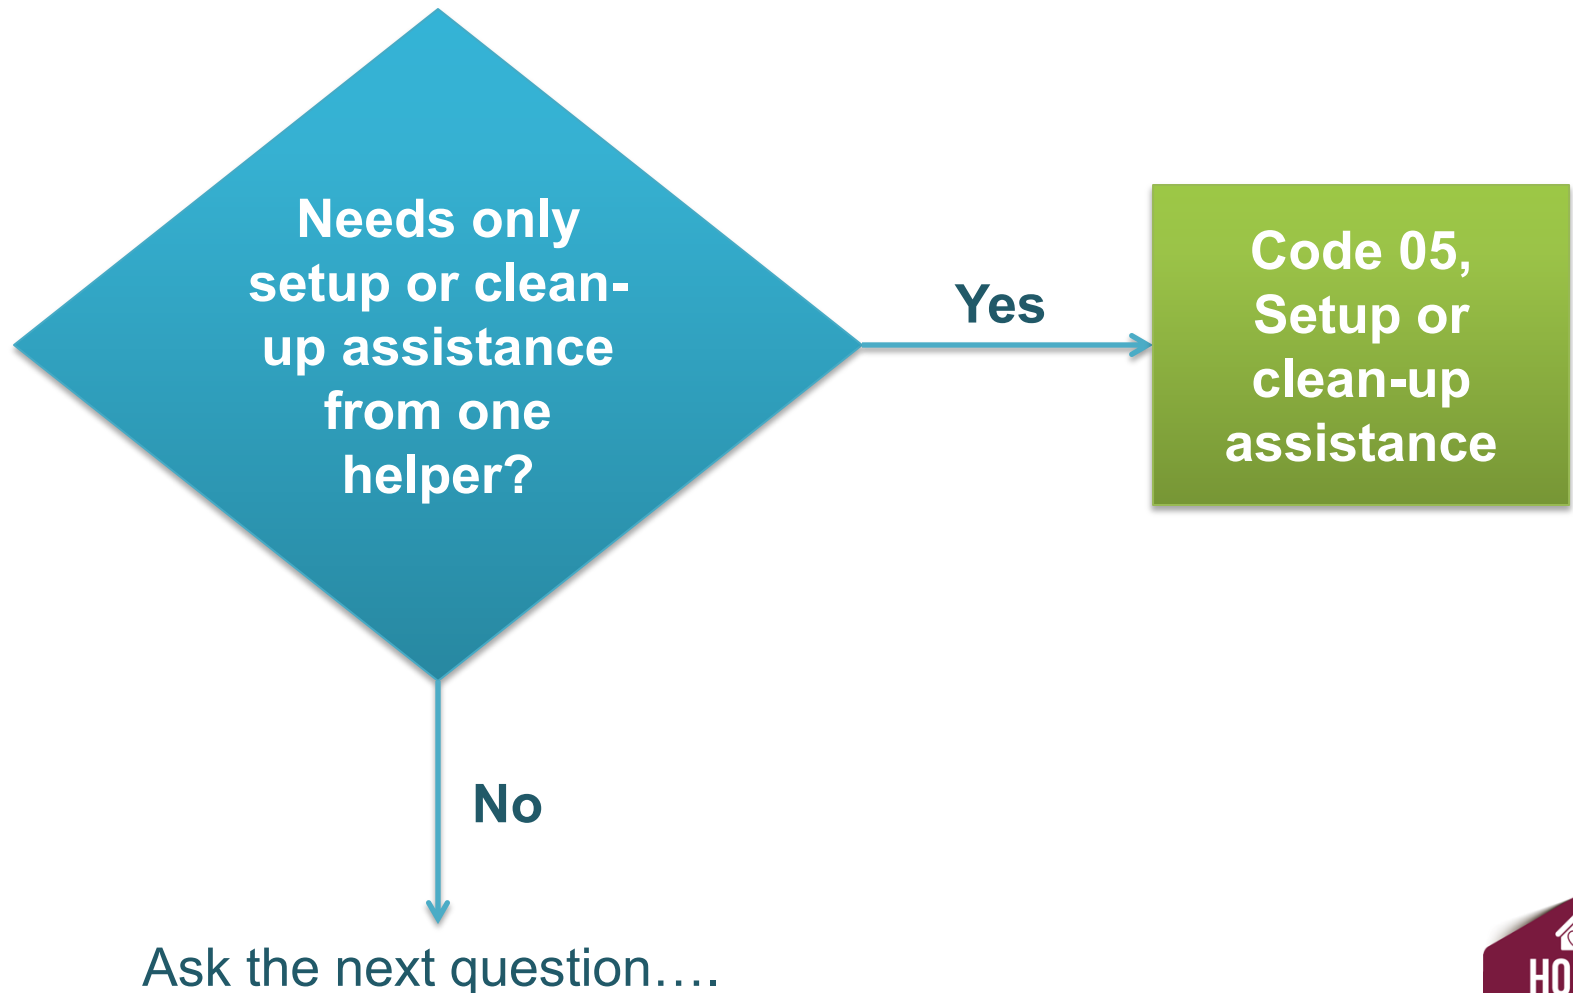 Needs only
setup or clean-
up assistance
from one
helper?
Yes
Code 05,
Setup or
clean-up
assistance
No
Ask the next question….